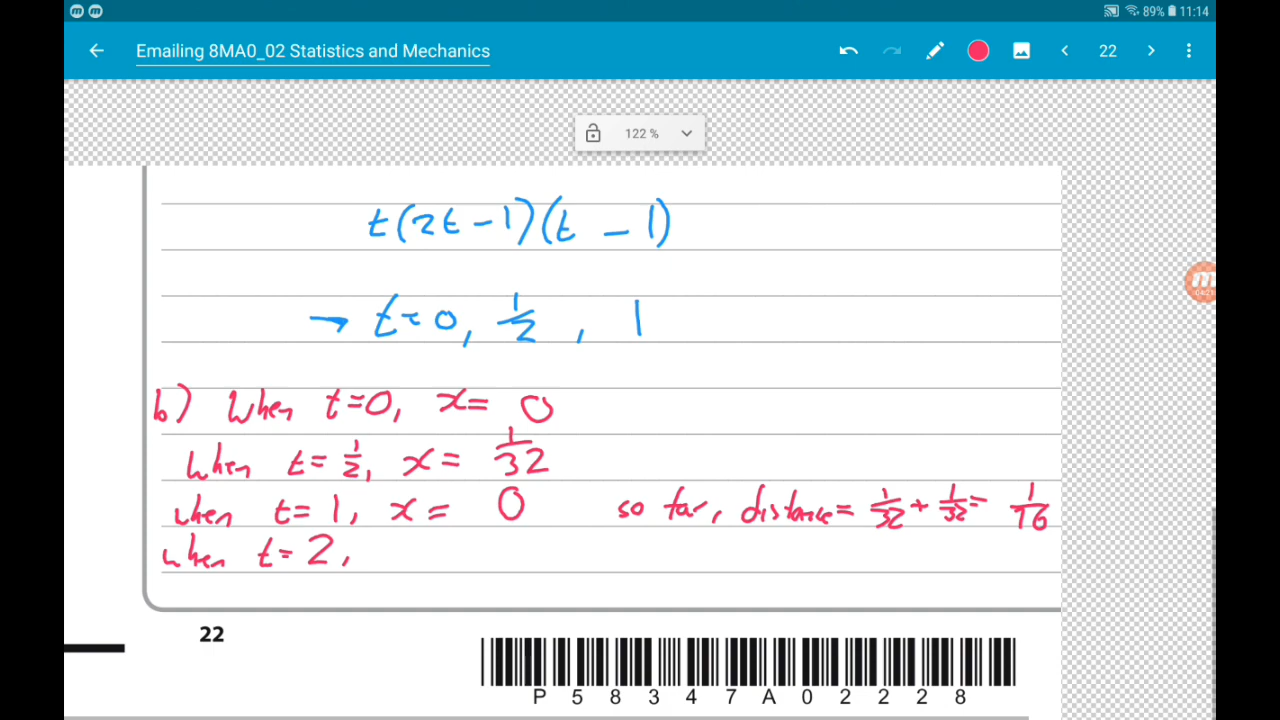 89% 11:14
Emailing 8MA0_02 Statistics and Mechanics
22
122 %
t(2t-1)(t-1)
→ t=0, 1/2, 1
b) When t=0, x= 0
when t=1/2, x= 1/32
when t=1, x= 0 so far, distance= 1/32+1/32= 1/16
when t=2,
22
P58347A02228
04:21